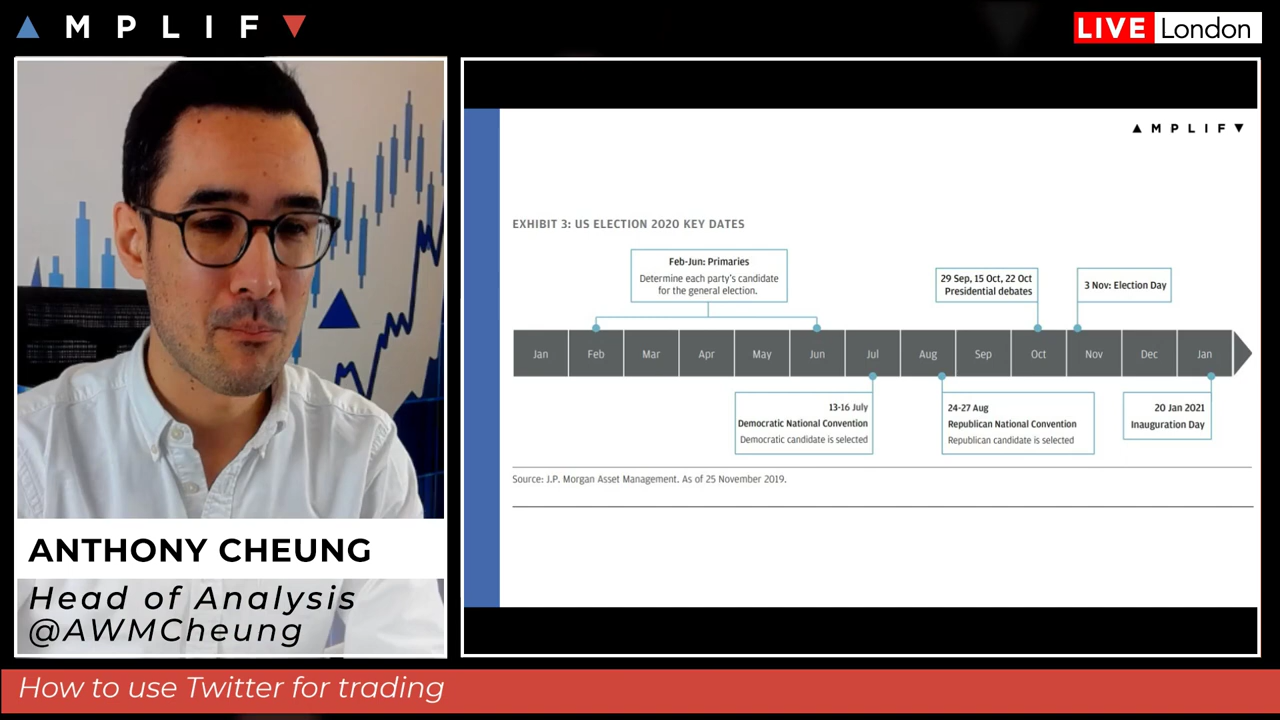 ▲ M P L I F ▼
LIVE London
▲ M P L I F ▼
EXHIBIT 3: US ELECTION 2020 KEY DATES
Feb-Jun: Primaries
Determine each party's candidate
for the general election.
29 Sep, 15 Oct, 22 Oct
Presidential debates
3 Nov: Election Day
Jan Feb Mar Apr May Jun Jul Aug Sep Oct Nov Dec Jan
13-16 July
Democratic National Convention
Democratic candidate is selected
24-27 Aug
Republican National Convention
Republican candidate is selected
20 Jan 2021
Inauguration Day
Source: J.P. Morgan Asset Management. As of 25 November 2019.
ANTHONY CHEUNG
Head of Analysis
@AWMCheung
How to use Twitter for trading